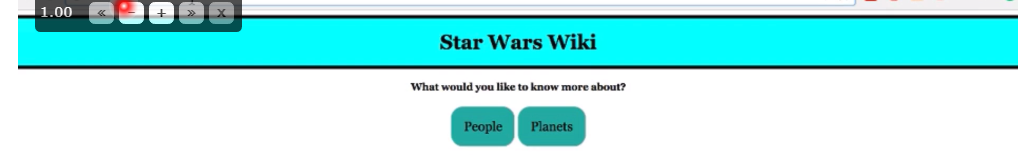 1.00 « - + » x
Star Wars Wiki
What would you like to know more about?
People Planets